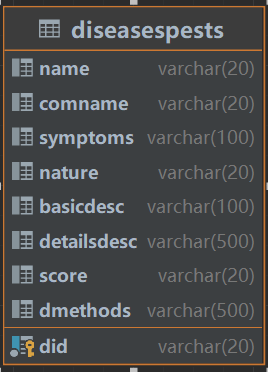 diseasespests
name varchar(20)
comname varchar(20)
symptoms varchar(100)
nature varchar(20)
basicdesc varchar(100)
detailsdesc varchar(500)
score varchar(20)
dmethods varchar(500)
did varchar(20)